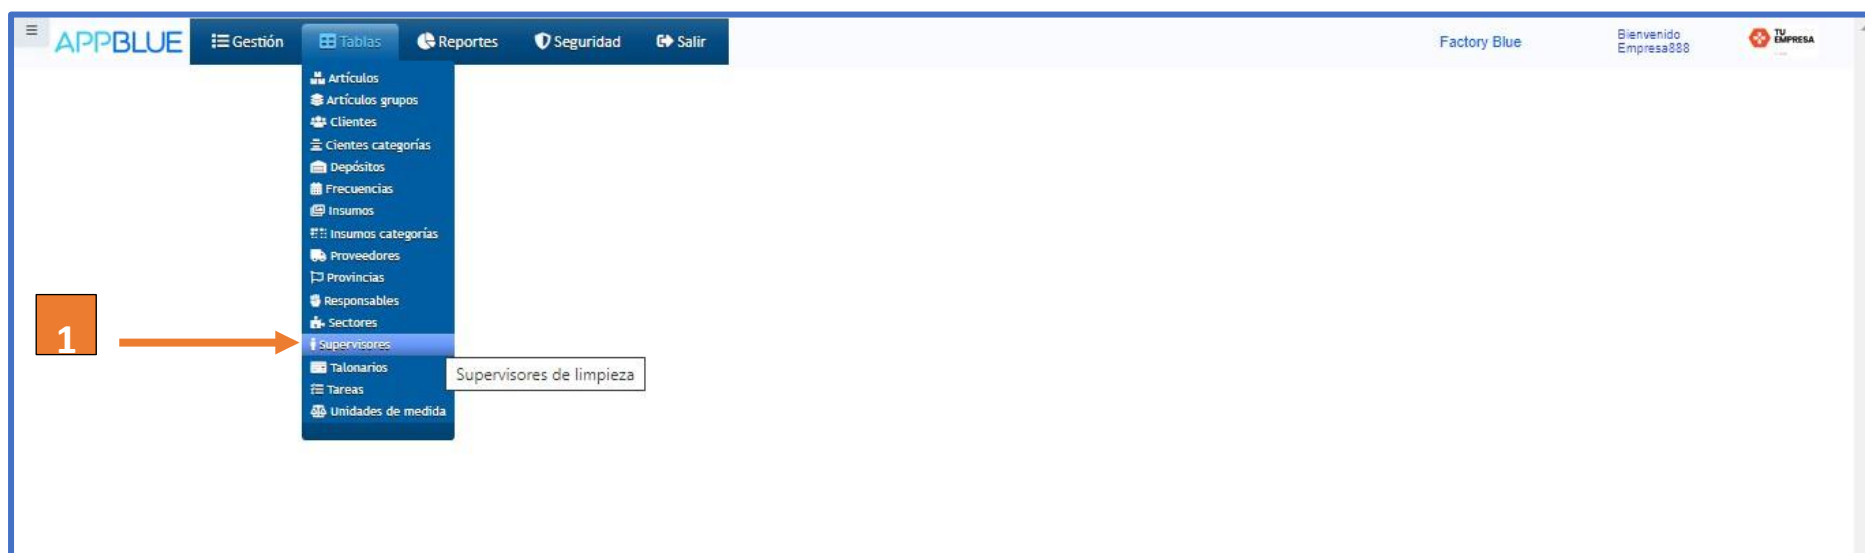 APPBLUE
Gestión
Tablas
Reportes
Seguridad
Salir
Factory Blue
Bienvenido
Empresa888
TU
EMPRESA
Artículos
Artículos grupos
Clientes
Cientes categorías
Depósitos
Frecuencias
Insumos
Insumos categorías
Proveedores
Provincias
Responsables
Sectores
1
Supervisores
Supervisores de limpieza
Talonarios
Tareas
Unidades de medida